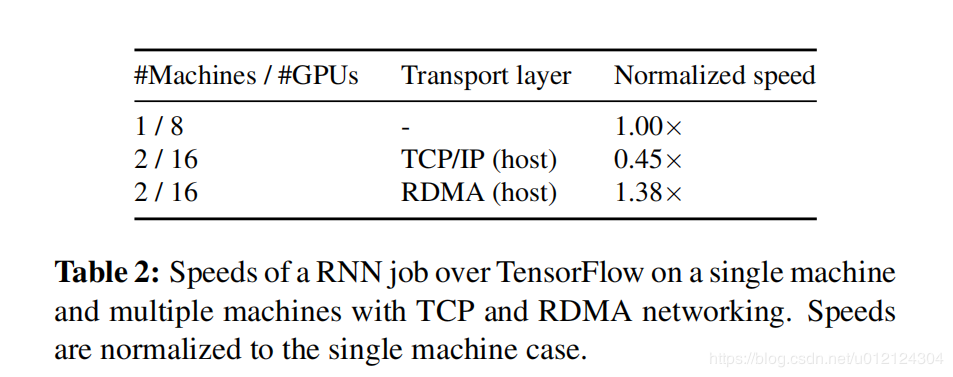 #Machines / #GPUs Transport layer Normalized speed
1 / 8 - 1.00×
2 / 16 TCP/IP (host) 0.45×
2 / 16 RDMA (host) 1.38×
Table 2: Speeds of a RNN job over TensorFlow on a single machine
and multiple machines with TCP and RDMA networking. Speeds
are normalized to the single machine case.
https://blog.csdn.net/u012124304